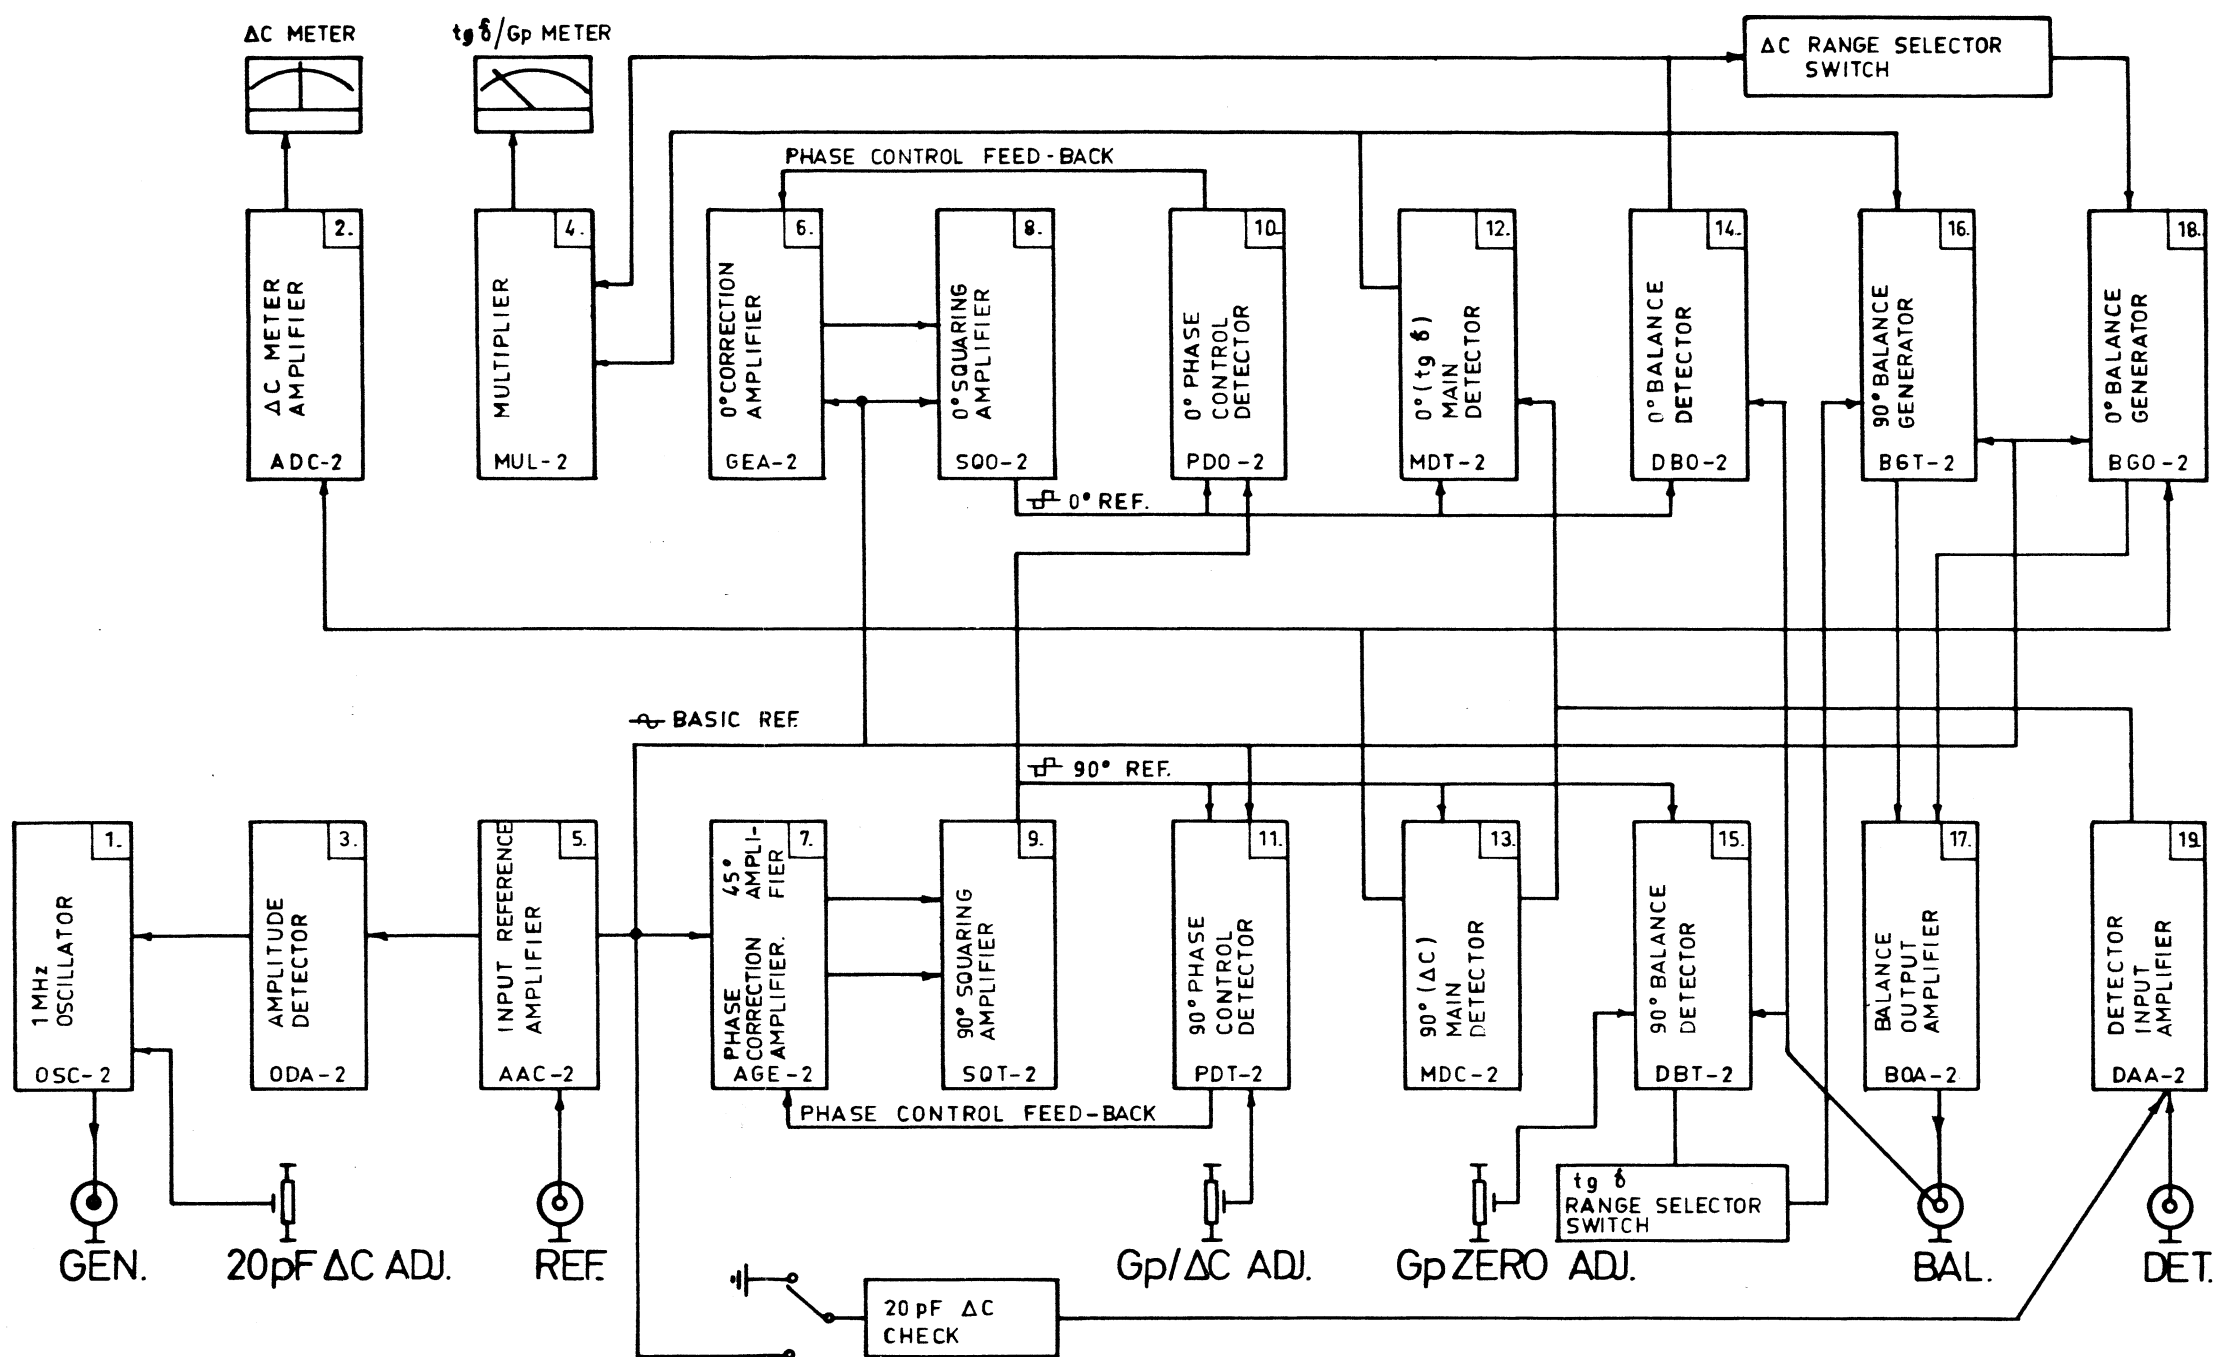 ΔC METER
tg δ/Gp METER
ΔC RANGE SELECTOR
SWITCH
PHASE CONTROL FEED-BACK
2.
ΔC METER
AMPLIFIER
ADC-2
4.
MULTIPLIER
MUL-2
6.
0° CORRECTION
AMPLIFIER
GEA-2
8.
0° SQUARING
AMPLIFIER
SQO-2
10.
0° PHASE
CONTROL
DETECTOR
PDO-2
12.
0° (tg δ)
MAIN
DETECTOR
MDT-2
14.
0° BALANCE
DETECTOR
DBO-2
16.
90° BALANCE
GENERATOR
BGT-2
18.
0° BALANCE
GENERATOR
BGO-2
0° REF.
BASIC REF.
90° REF.
1.
1 MHz
OSCILLATOR
OSC-2
3.
AMPLITUDE
DETECTOR
ODA-2
5.
INPUT REFERENCE
AMPLIFIER
AAC-2
7.
45°
AMPLI-
FIER
PHASE
CORRECTION
AMPLIFIER.
AGE-2
9.
90° SQUARING
AMPLIFIER
SQT-2
11.
90° PHASE
CONTROL
DETECTOR
PDT-2
13.
90° (ΔC)
MAIN
DETECTOR
MDC-2
15.
90° BALANCE
DETECTOR
DBT-2
17.
BALANCE
OUTPUT
AMPLIFIER
BOA-2
19.
DETECTOR
INPUT
AMPLIFIER
DAA-2
PHASE CONTROL FEED-BACK
tg δ
RANGE SELECTOR
SWITCH
GEN.
20pF ΔC ADJ.
REF.
Gp/ΔC ADJ.
Gp ZERO ADJ.
BAL.
DET.
20 pF ΔC
CHECK